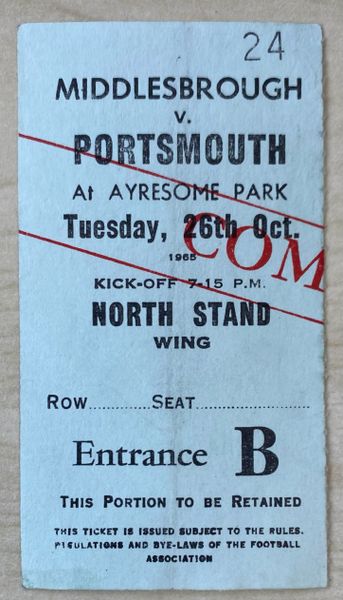 24
MIDDLESBROUGH
v.
PORTSMOUTH
At AYRESOME PARK
Tuesday, 26th Oct.
COM
1965
KICK-OFF 7-15 P.M.
NORTH STAND
WING
ROW............SEAT......................
Entrance B
THIS PORTION TO BE RETAINED
THIS TICKET IS ISSUED SUBJECT TO THE RULES.
REGULATIONS AND BYE-LAWS OF THE FOOTBALL
ASSOCIATION